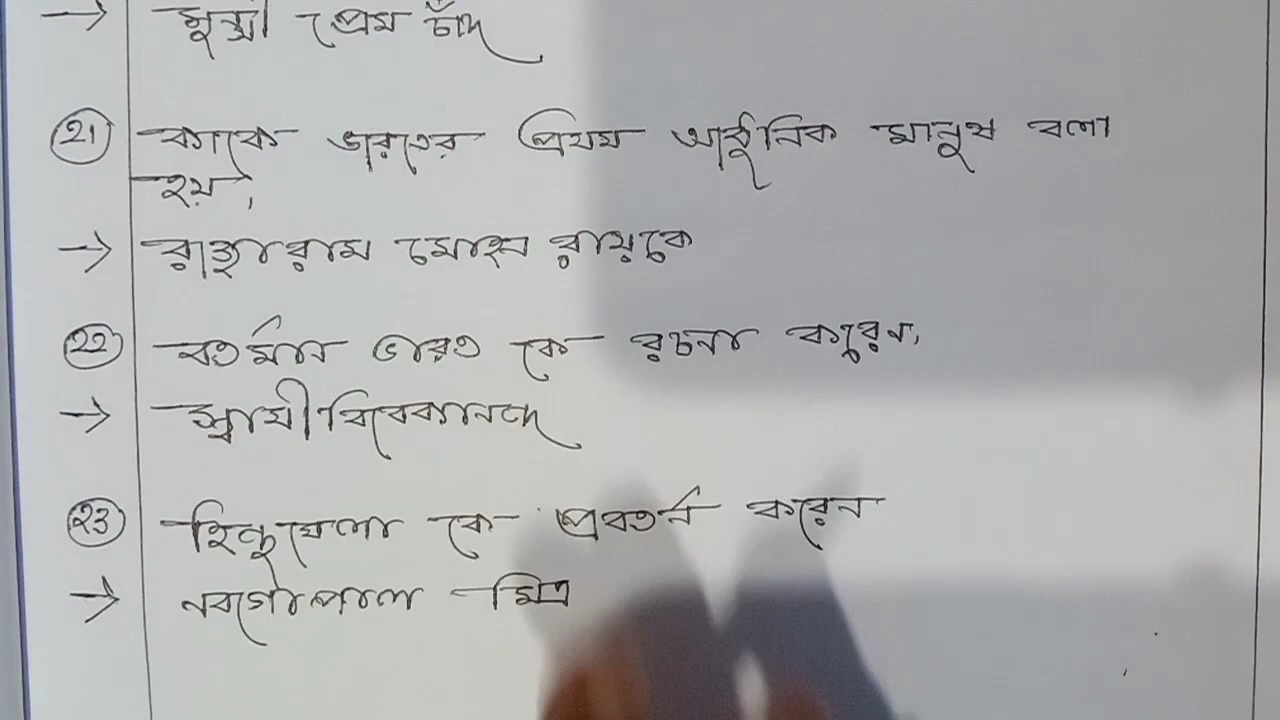 → মুন্সী প্রেম চাঁদ
২১ কাকে ভারতের প্রথম আধুনিক মানুষ বলা
হয়,
→ রাজারাম মোহন রায়কে
২২ বর্তমান ভারত কে রচনা করেন,
→ স্বামী বিবেকানন্দ
২৩ হিন্দুমেলা কে প্রবর্তন করেন
→ নবগোপাল মিত্র